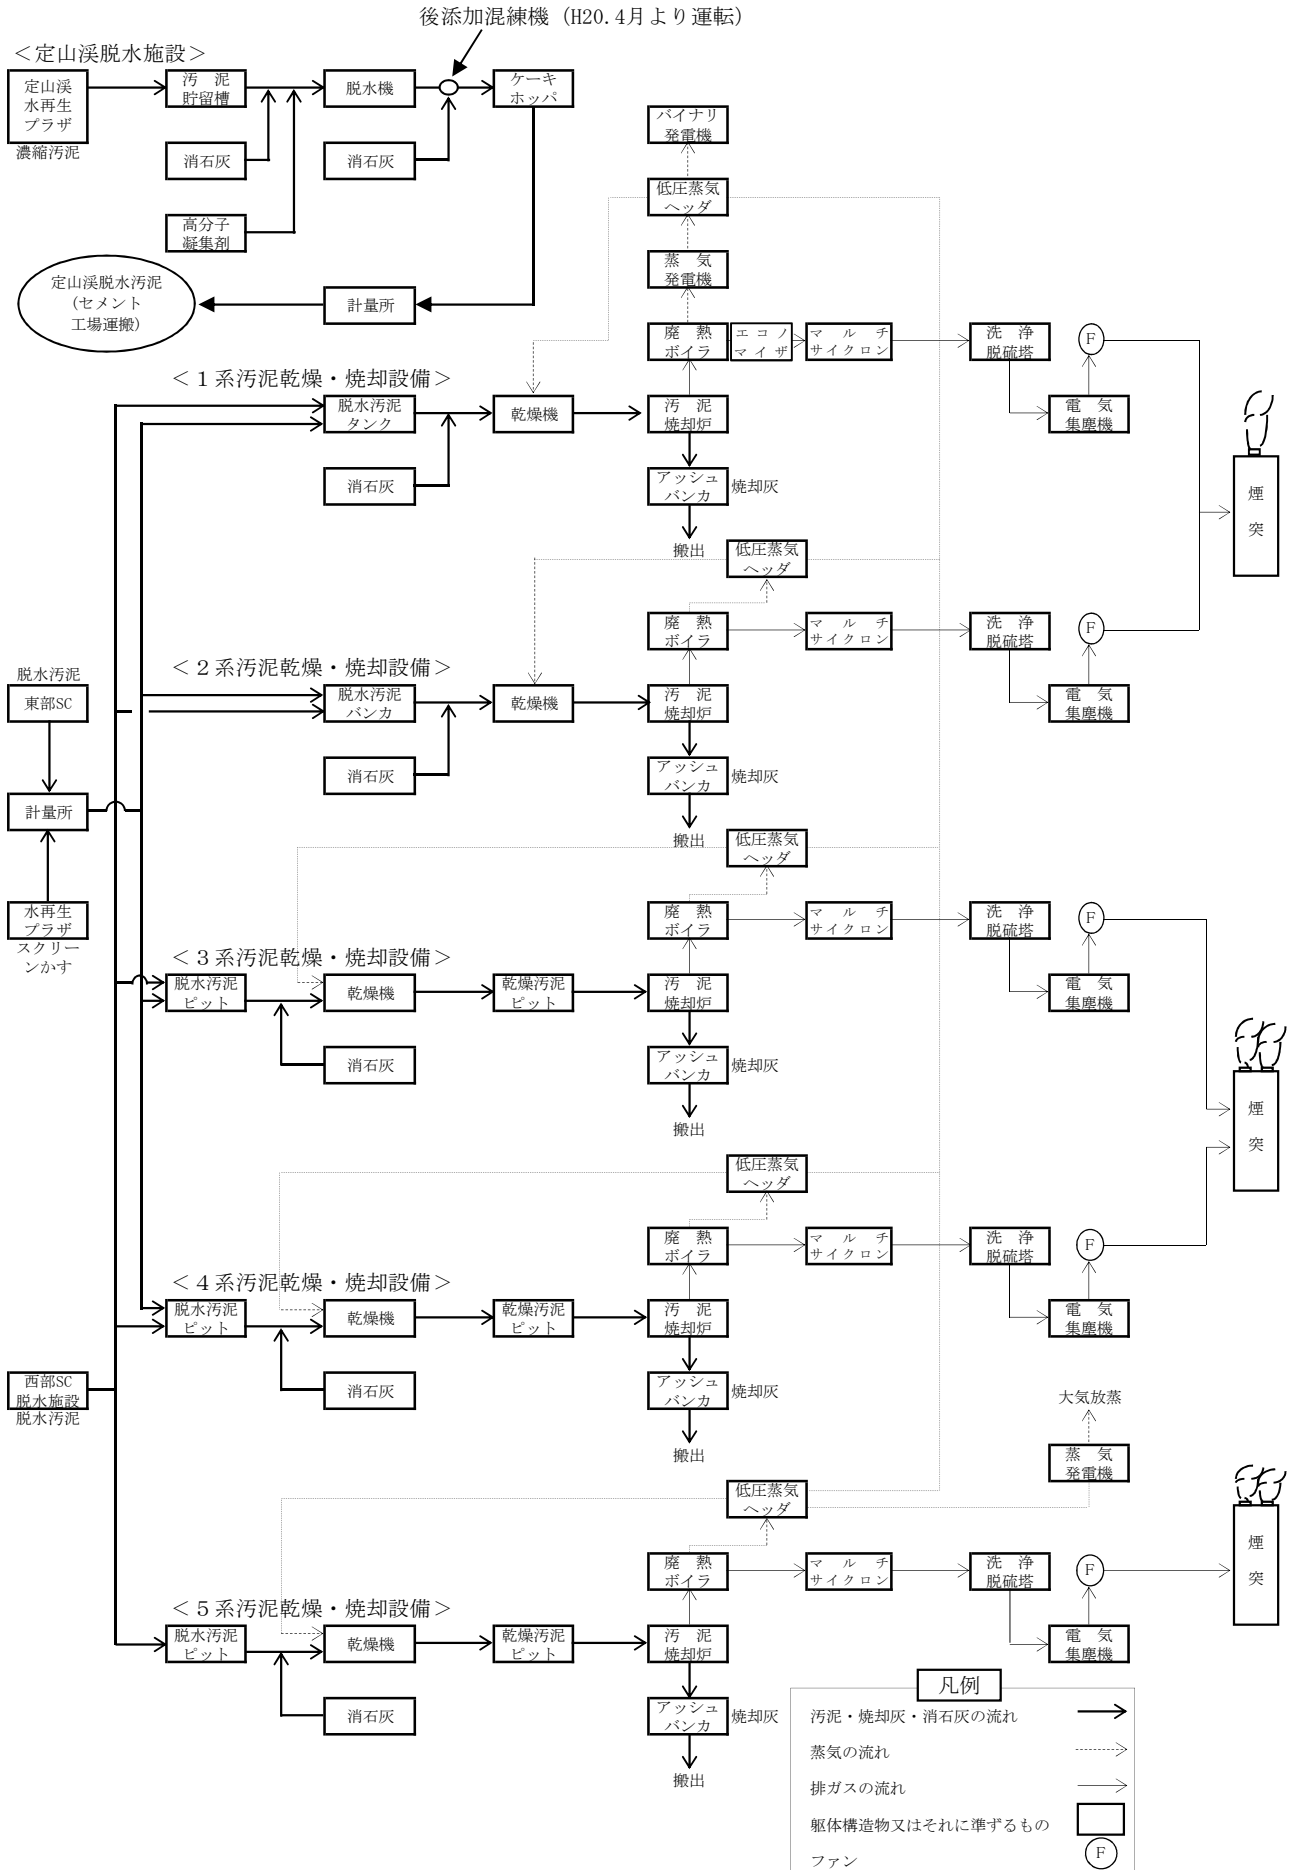 後添加混練機（H20.4月より運転）
＜定山渓脱水施設＞
定山渓
水再生
プラザ
濃縮汚泥
汚　泥
貯留槽
脱水機
ケーキ
ホッパ
消石灰
消石灰
高分子
凝集剤
定山渓脱水汚泥
（セメント
工場運搬）
計量所
バイナリ
発電機
低圧蒸気
ヘッダ
蒸　気
発電機
廃　熱
ボイラ
エコノ
マイザ
マルチ
サイクロン
洗　浄
脱硫塔
F
＜１系汚泥乾燥・焼却設備＞
脱水汚泥
タンク
乾燥機
汚　泥
焼却炉
電　気
集塵機
消石灰
アッシュ
バンカ
焼却灰
搬出
煙
突
低圧蒸気
ヘッダ
廃　熱
ボイラ
マルチ
サイクロン
洗　浄
脱硫塔
F
＜２系汚泥乾燥・焼却設備＞
脱水汚泥
バンカ
乾燥機
汚　泥
焼却炉
電　気
集塵機
消石灰
アッシュ
バンカ
焼却灰
搬出
脱水汚泥
東部SC
計量所
水再生
プラザ
スクリー
ンかす
低圧蒸気
ヘッダ
廃　熱
ボイラ
マルチ
サイクロン
洗　浄
脱硫塔
F
＜３系汚泥乾燥・焼却設備＞
脱水汚泥
ピット
乾燥機
乾燥汚泥
ピット
汚　泥
焼却炉
電　気
集塵機
消石灰
アッシュ
バンカ
焼却灰
搬出
煙
突
低圧蒸気
ヘッダ
廃　熱
ボイラ
マルチ
サイクロン
洗　浄
脱硫塔
F
＜４系汚泥乾燥・焼却設備＞
脱水汚泥
ピット
乾燥機
乾燥汚泥
ピット
汚　泥
焼却炉
電　気
集塵機
消石灰
アッシュ
バンカ
焼却灰
搬出
西部SC
脱水施設
脱水汚泥
大気放蒸
蒸　気
発電機
低圧蒸気
ヘッダ
廃　熱
ボイラ
マルチ
サイクロン
洗　浄
脱硫塔
F
煙
突
＜５系汚泥乾燥・焼却設備＞
脱水汚泥
ピット
乾燥機
乾燥汚泥
ピット
汚　泥
焼却炉
電　気
集塵機
消石灰
アッシュ
バンカ
焼却灰
搬出
凡例
汚泥・焼却灰・消石灰の流れ
蒸気の流れ
排ガスの流れ
躯体構造物又はそれに準ずるもの
ファン
F